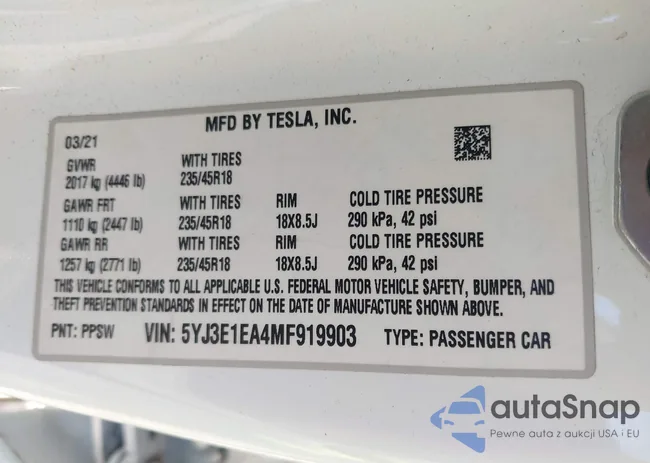 MFD BY TESLA, INC.
03/21
GVWR WITH TIRES
2017 kg (4446 lb) 235/45R18
GAWR FRT WITH TIRES RIM COLD TIRE PRESSURE
1110 kg (2447 lb) 235/45R18 18X8.5J 290 kPa, 42 psi
GAWR RR WITH TIRES RIM COLD TIRE PRESSURE
1257 kg (2771 lb) 235/45R18 18X8.5J 290 kPa, 42 psi
THIS VEHICLE CONFORMS TO ALL APPLICABLE U.S. FEDERAL MOTOR VEHICLE SAFETY, BUMPER, AND
THEFT PREVENTION STANDARDS IN EFFECT ON THE DATE OF MANUFACTURE SHOWN ABOVE.
PNT: PPSW VIN: 5YJ3E1EA4MF919903 TYPE: PASSENGER CAR
autaSnap
Pewne auta z aukcji USA i EU